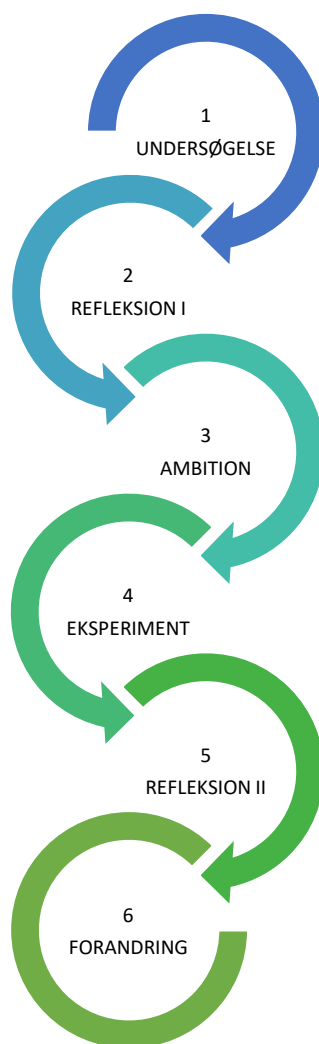 1
UNDERSØGELSE
2
REFLEKSION I
3
AMBITION
4
EKSPERIMENT
5
REFLEKSION II
6
FORANDRING